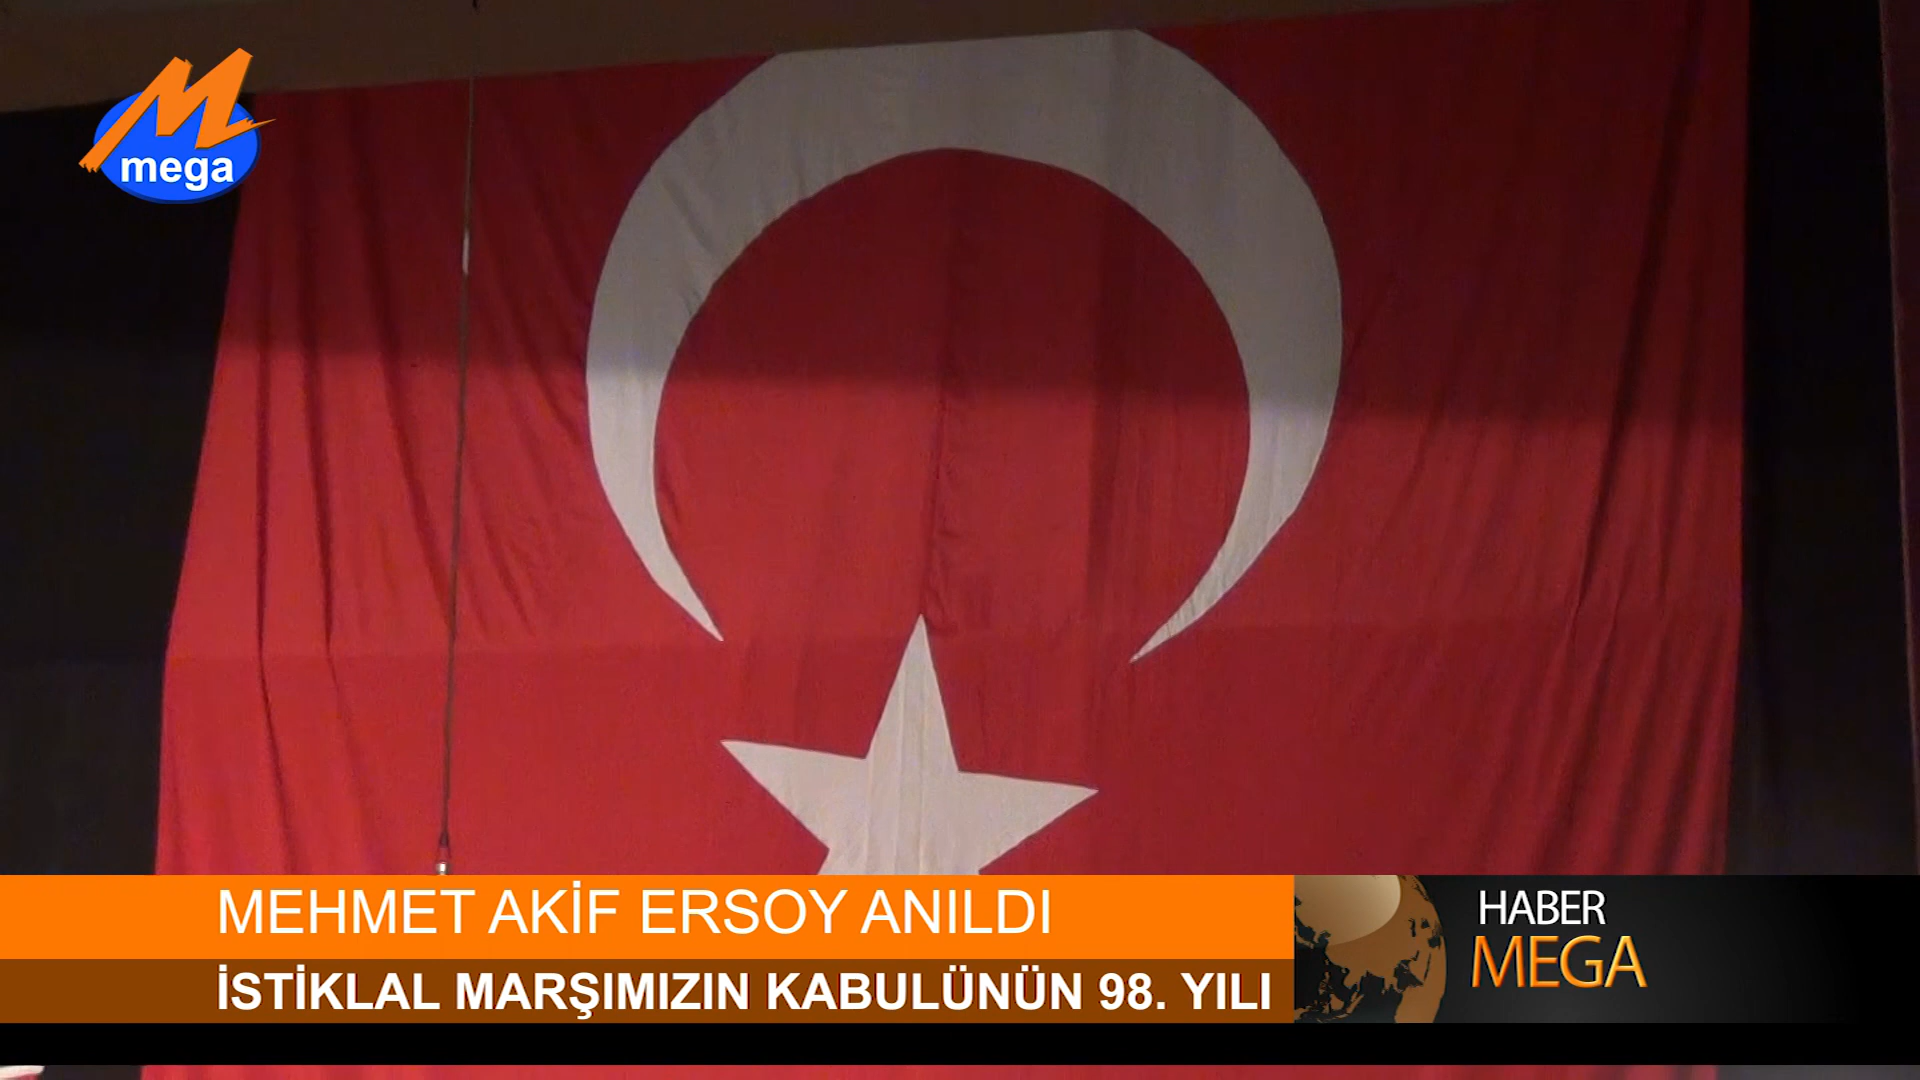 M
mega
MEHMET AKİF ERSOY ANILDI
İSTİKLAL MARŞIMIZIN KABULÜNÜN 98. YILI
HABER
MEGA